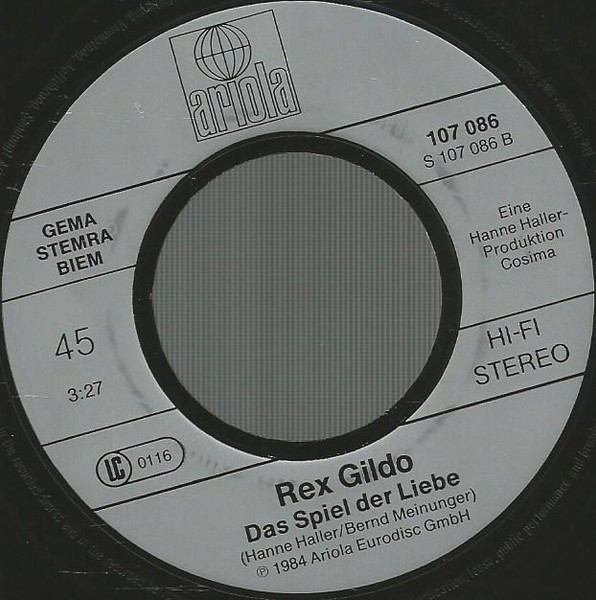 ariola
107 086
S 107 086 B
GEMA
STEMRA
BIEM
Eine
Hanne Haller-
Produktion
Cosima
45
3:27
HI-FI
STEREO
LC 0116
Rex Gildo
Das Spiel der Liebe
(Hanne Haller/Bernd Meinunger)
℗ 1984 Ariola Eurodisc GmbH